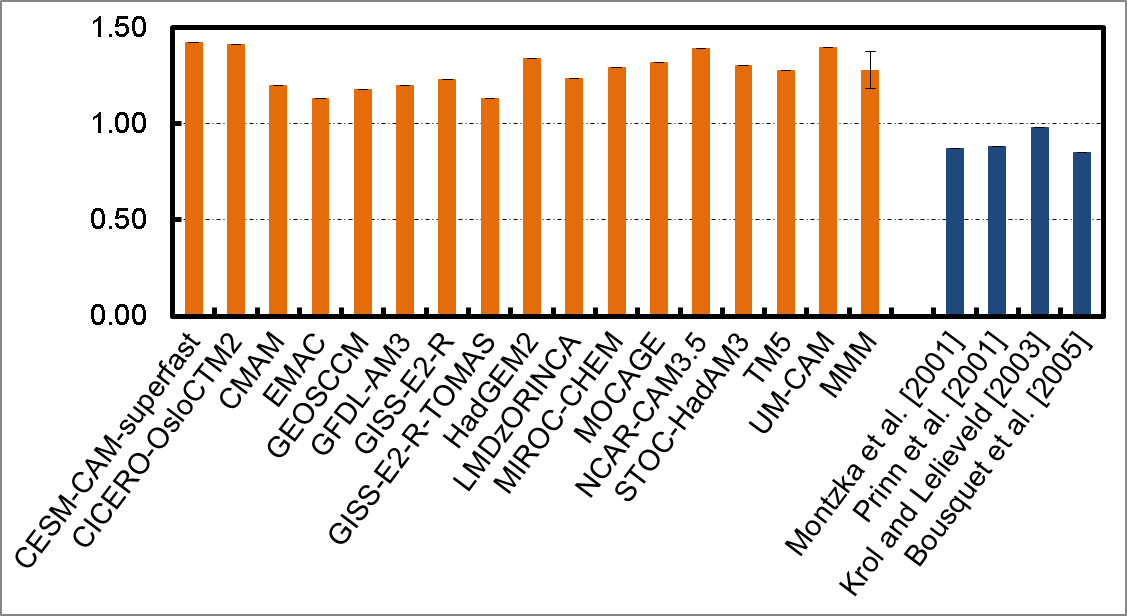 1.50
1.00
0.50
0.00
CESM-CAM-superfast
CICERO-OsloCTM2
CMAM
EMAC
GEOSCCM
GFDL-AM3
GISS-E2-R
GISS-E2-R-TOMAS
HadGEM2
LMDzORINCA
MIROC-CHEM
MOCAGE
NCAR-CAM3.5
STOC-HadAM3
TM5
UM-CAM
MMM
Montzka et al. [2001]
Prinn et al. [2001]
Krol and Lelieveld [2003]
Bousquet et al. [2005]